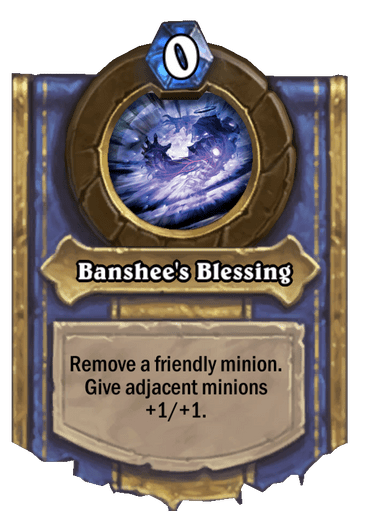 0
Banshee's Blessing
Remove a friendly minion.
Give adjacent minions
+1/+1.